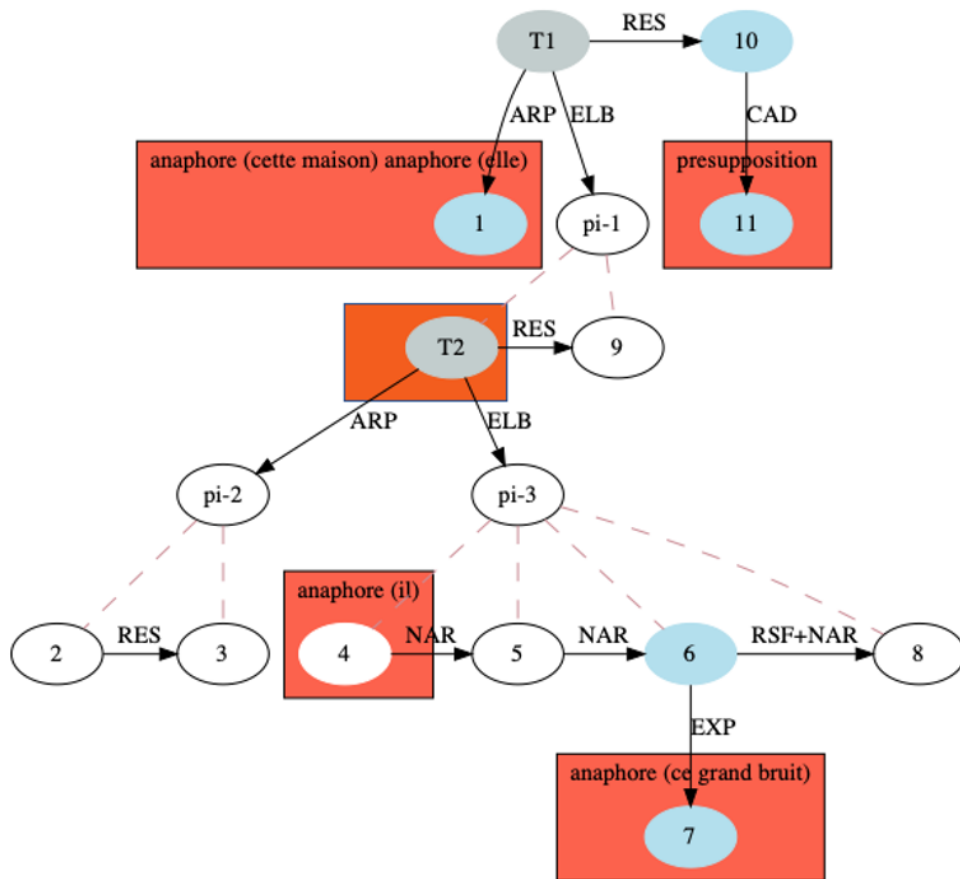 T1
RES
10
ARP
ELB
CAD
anaphore (cette maison) anaphore (elle)
presupposition
1
pi-1
11
T2
RES
9
ARP
ELB
pi-2
pi-3
anaphore (il)
2
RES
3
4
NAR
5
NAR
6
RSF+NAR
8
EXP
anaphore (ce grand bruit)
7